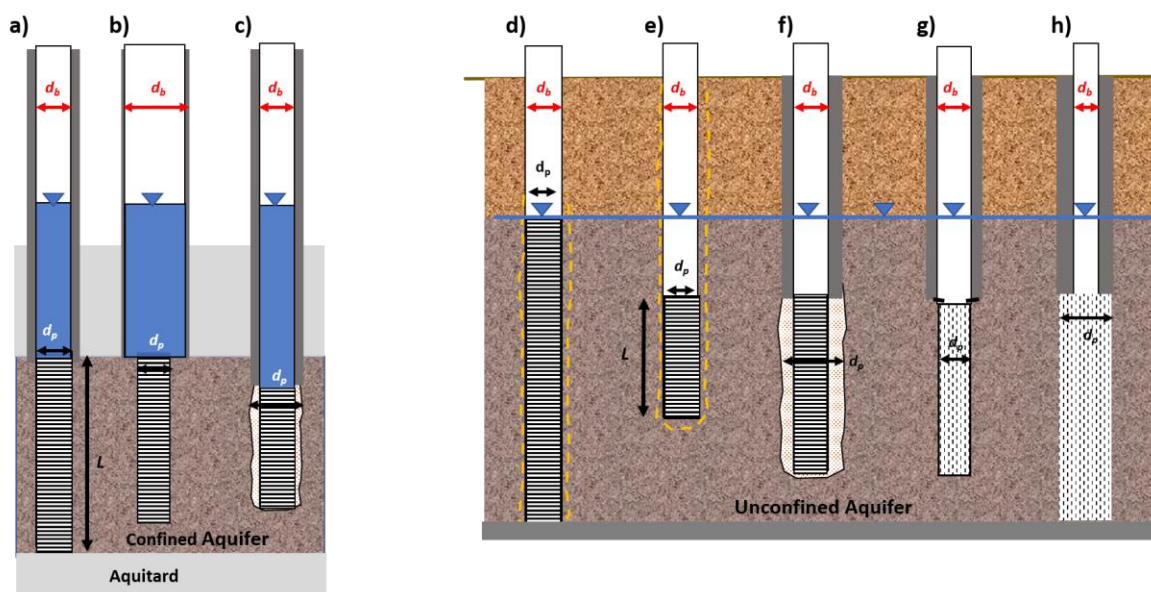 a)
b)
c)
d)
e)
f)
g)
h)
d_b
d_b
d_b
d_b
d_b
d_b
d_b
d_b
d_p
d_p
d_p
d_p
d_p
d_p
d_p
d_p
L
L
Confined Aquifer
Aquitard
Unconfined Aquifer